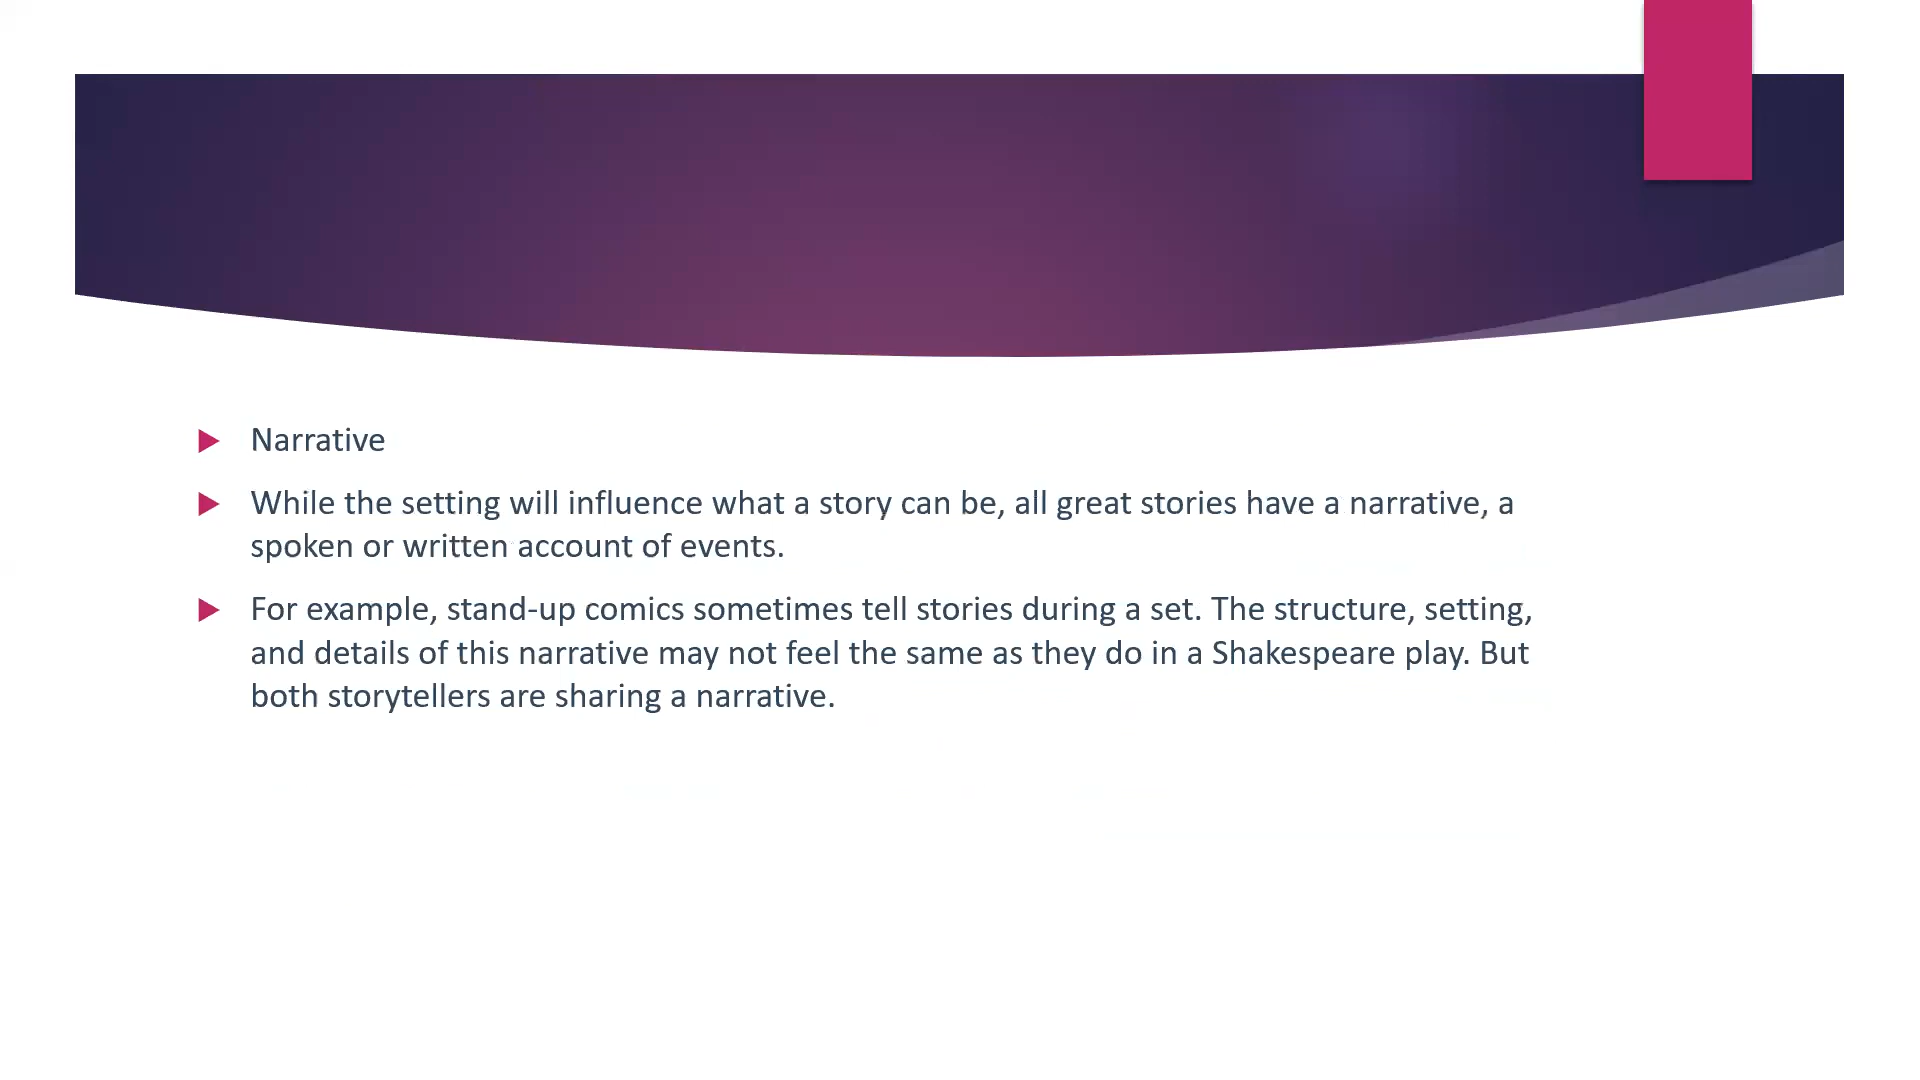 Narrative
While the setting will influence what a story can be, all great stories have a narrative, a
spoken or written account of events.
For example, stand-up comics sometimes tell stories during a set. The structure, setting,
and details of this narrative may not feel the same as they do in a Shakespeare play. But
both storytellers are sharing a narrative.